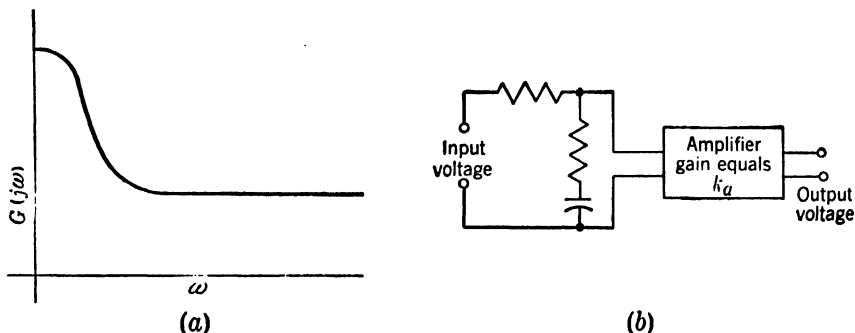 G(jω)
ω
(a)
Input
voltage
Amplifier
gain equals
kₐ
Output
voltage
(b)